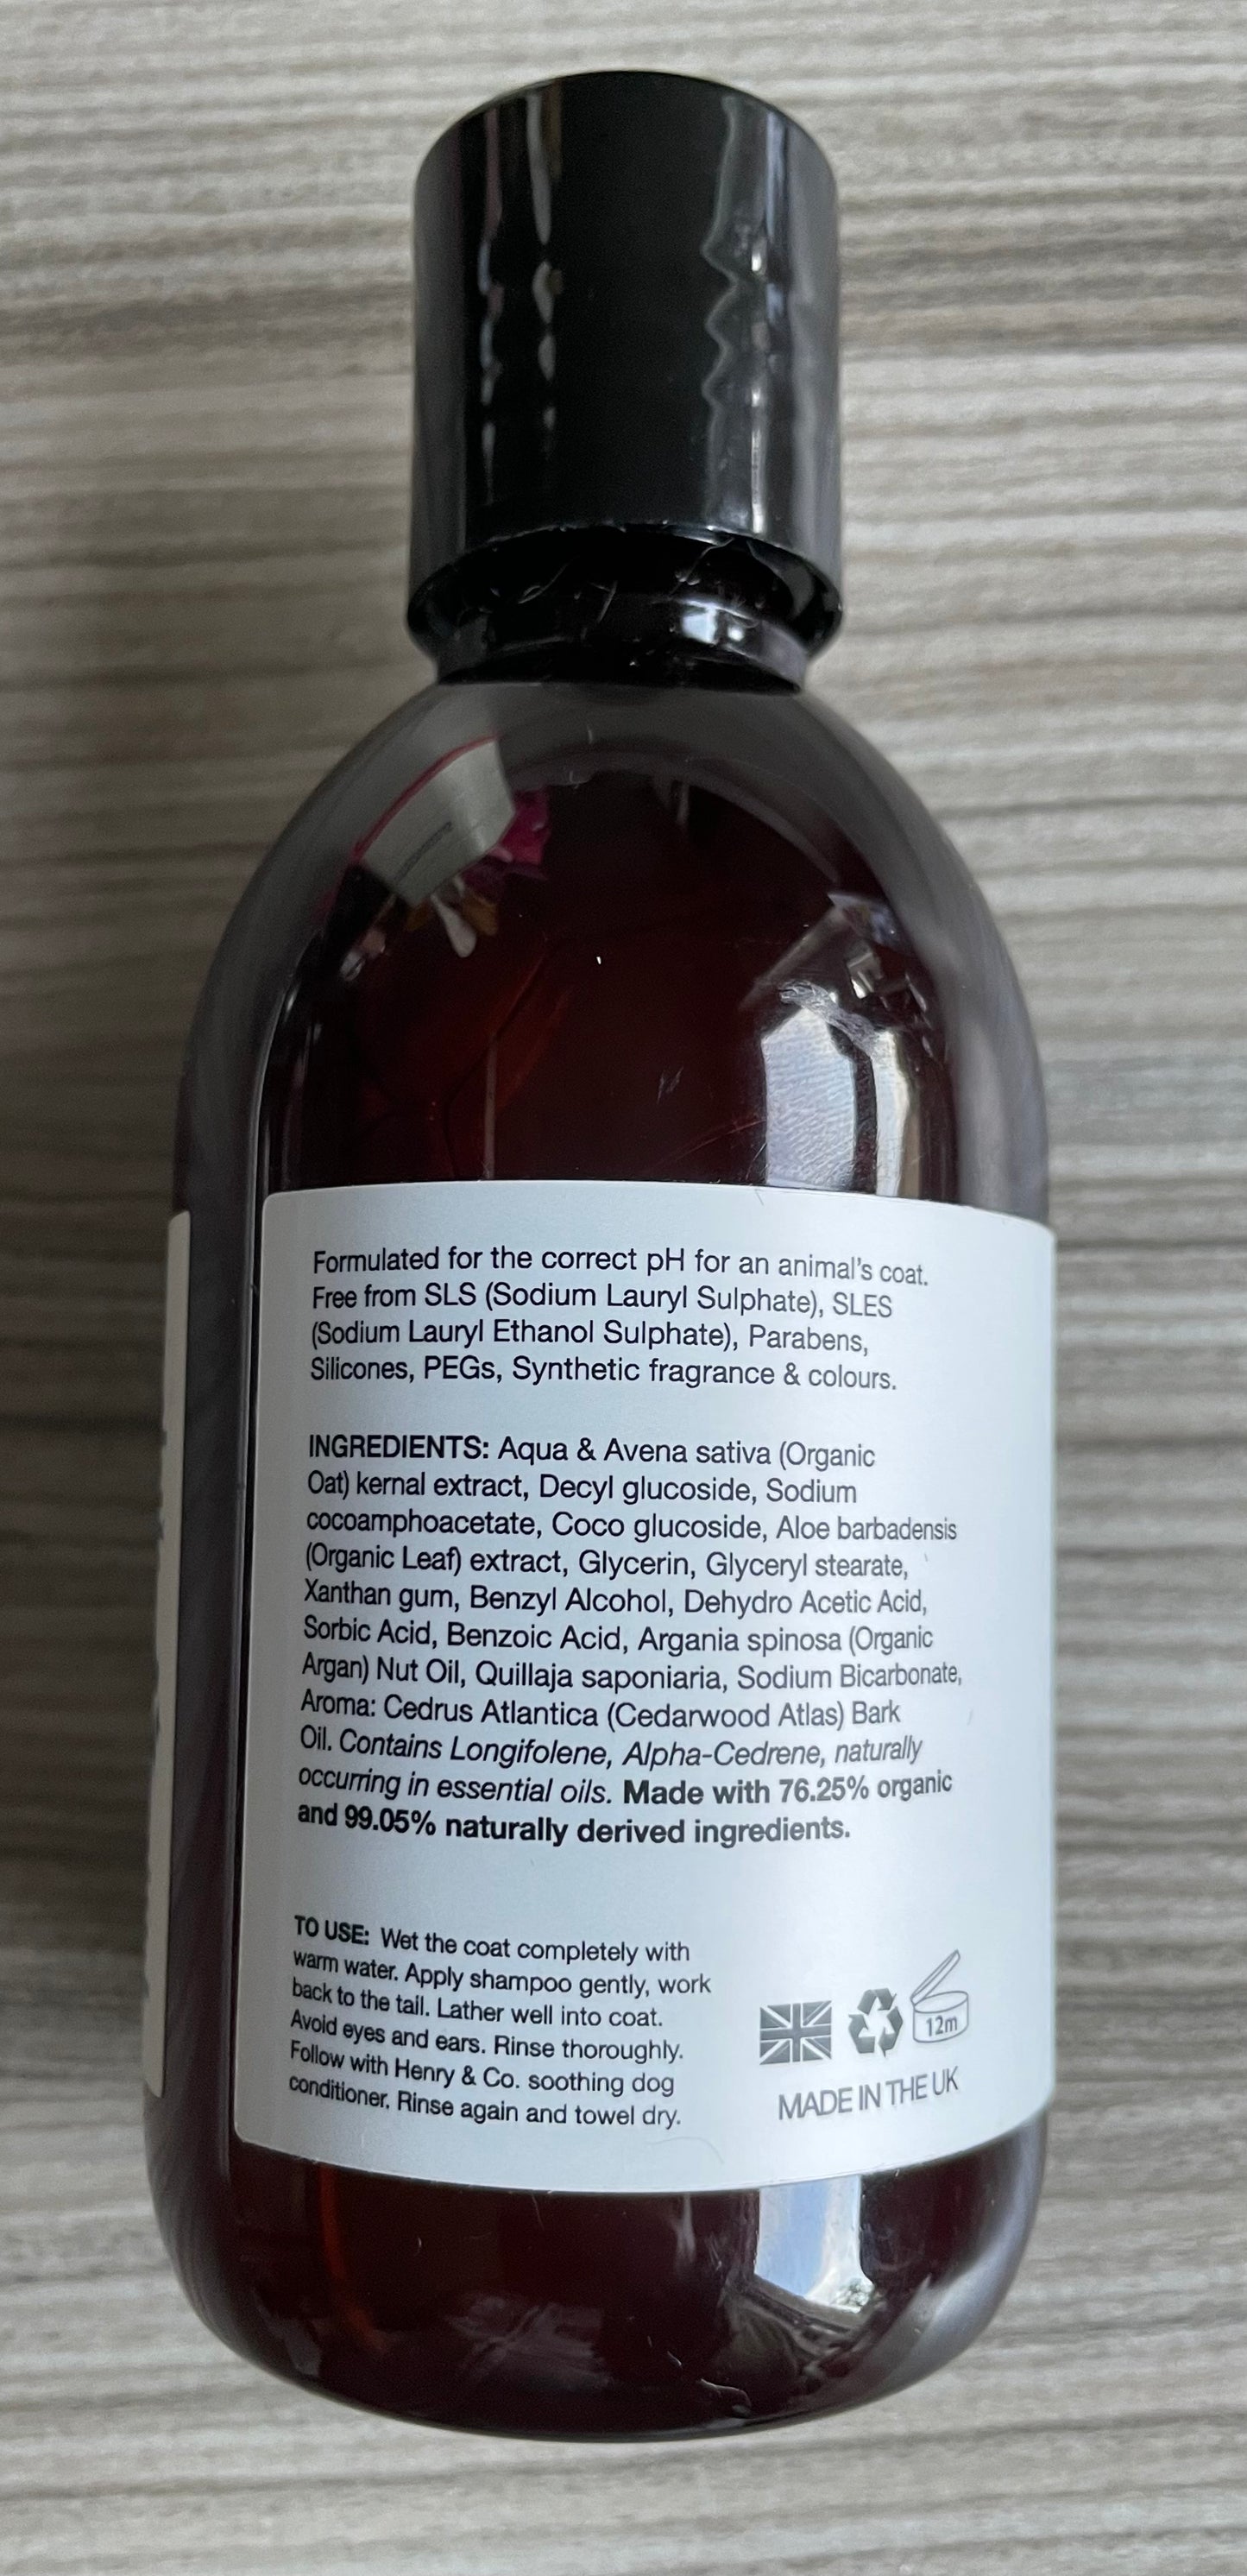 Formulated for the correct pH for an animal's coat.
Free from SLS (Sodium Lauryl Sulphate), SLES
(Sodium Lauryl Ethanol Sulphate), Parabens,
Silicones, PEGs, Synthetic fragrance & colours.
INGREDIENTS: Aqua & Avena sativa (Organic
Oat) kernal extract, Decyl glucoside, Sodium
cocoamphoacetate, Coco glucoside, Aloe barbadensis
(Organic Leaf) extract, Glycerin, Glyceryl stearate,
Xanthan gum, Benzyl Alcohol, Dehydro Acetic Acid,
Sorbic Acid, Benzoic Acid, Argania spinosa (Organic
Argan) Nut Oil, Quillaja saponiaria, Sodium Bicarbonate,
Aroma: Cedrus Atlantica (Cedarwood Atlas) Bark
Oil. Contains Longifolene, Alpha-Cedrene, naturally
occurring in essential oils. Made with 76.25% organic
and 99.05% naturally derived ingredients.
TO USE: Wet the coat completely with
warm water. Apply shampoo gently, work
back to the tail. Lather well into coat.
Avoid eyes and ears. Rinse thoroughly.
Follow with Henry & Co. soothing dog
conditioner. Rinse again and towel dry.
12m
MADE IN THE UK